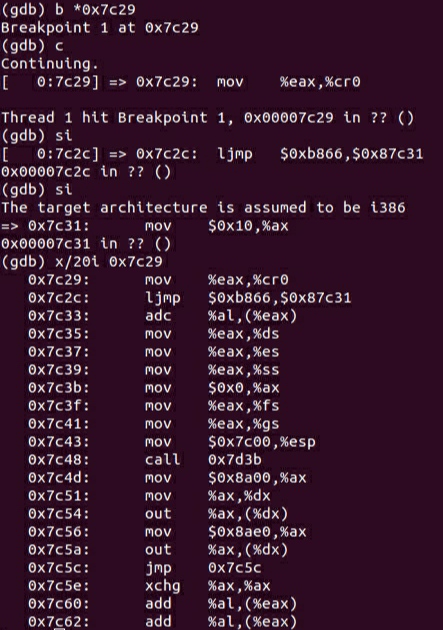 (gdb) b *0x7c29
Breakpoint 1 at 0x7c29
(gdb) c
Continuing.
[   0:7c29] => 0x7c29:  mov    %eax,%cr0

Thread 1 hit Breakpoint 1, 0x00007c29 in ?? ()
(gdb) si
[   0:7c2c] => 0x7c2c:  ljmp   $0xb866,$0x87c31
0x00007c2c in ?? ()
(gdb) si
The target architecture is assumed to be i386
=> 0x7c31:      mov    $0x10,%ax
0x00007c31 in ?? ()
(gdb) x/20i 0x7c29
   0x7c29:      mov    %eax,%cr0
   0x7c2c:      ljmp   $0xb866,$0x87c31
   0x7c33:      adc    %al,(%eax)
   0x7c35:      mov    %eax,%ds
   0x7c37:      mov    %eax,%es
   0x7c39:      mov    %eax,%ss
   0x7c3b:      mov    $0x0,%ax
   0x7c3f:      mov    %eax,%fs
   0x7c41:      mov    %eax,%gs
   0x7c43:      mov    $0x7c00,%esp
   0x7c48:      call   0x7d3b
   0x7c4d:      mov    $0x8a00,%ax
   0x7c51:      mov    %ax,%dx
   0x7c54:      out    %ax,(%dx)
   0x7c56:      mov    $0x8ae0,%ax
   0x7c5a:      out    %ax,(%dx)
   0x7c5c:      jmp    0x7c5c
   0x7c5e:      xchg   %ax,%ax
   0x7c60:      add    %al,(%eax)
   0x7c62:      add    %al,(%eax)